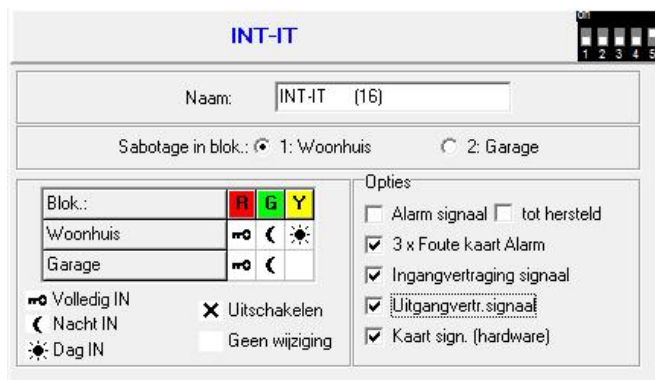 INT-IT
on
1 2 3 4 5
Naam: INT-IT (16)
Sabotage in blok.: 1: Woonhuis 2: Garage
Blok.: R G Y
Woonhuis
Garage
Volledig IN
Nacht IN
Dag IN
Uitschakelen
Geen wijziging
Opties
Alarm signaal tot hersteld
3 x Foute kaart Alarm
Ingangvertraging signaal
Uitgangvertr.signaal
Kaart sign. (hardware)